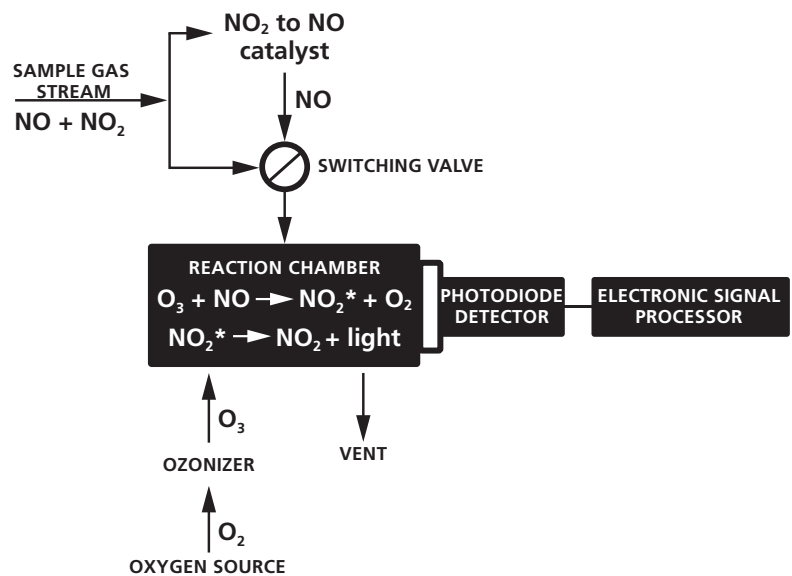 NO₂ to NO
catalyst
SAMPLE GAS
STREAM
NO + NO₂
NO
SWITCHING VALVE
REACTION CHAMBER
O₃ + NO → NO₂* + O₂
NO₂* → NO₂ + light
PHOTODIODE
DETECTOR
ELECTRONIC SIGNAL
PROCESSOR
O₃
OZONIZER
VENT
O₂
OXYGEN SOURCE